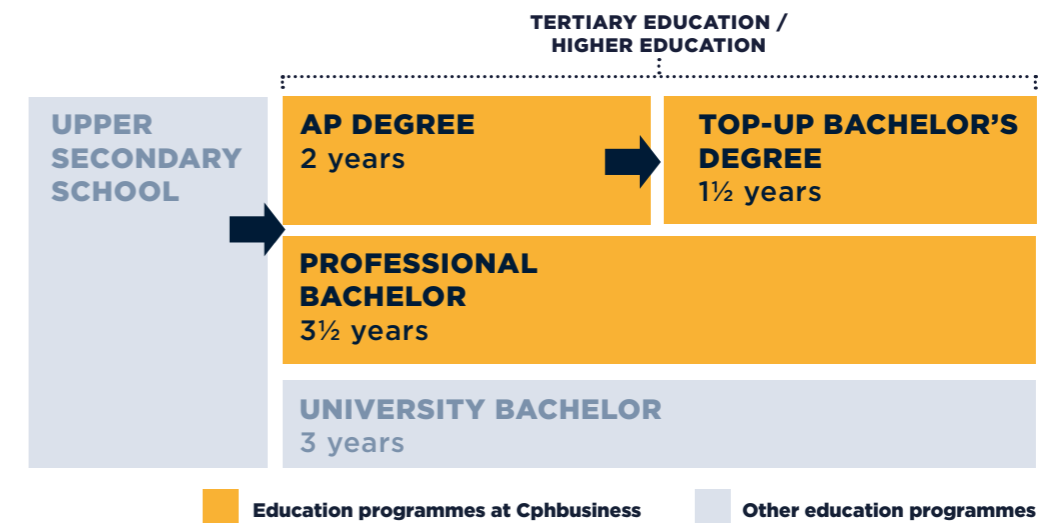 TERTIARY EDUCATION /
HIGHER EDUCATION
UPPER
SECONDARY
SCHOOL
AP DEGREE
2 years
TOP-UP BACHELOR'S
DEGREE
1½ years
PROFESSIONAL
BACHELOR
3½ years
UNIVERSITY BACHELOR
3 years
Education programmes at Cphbusiness
Other education programmes